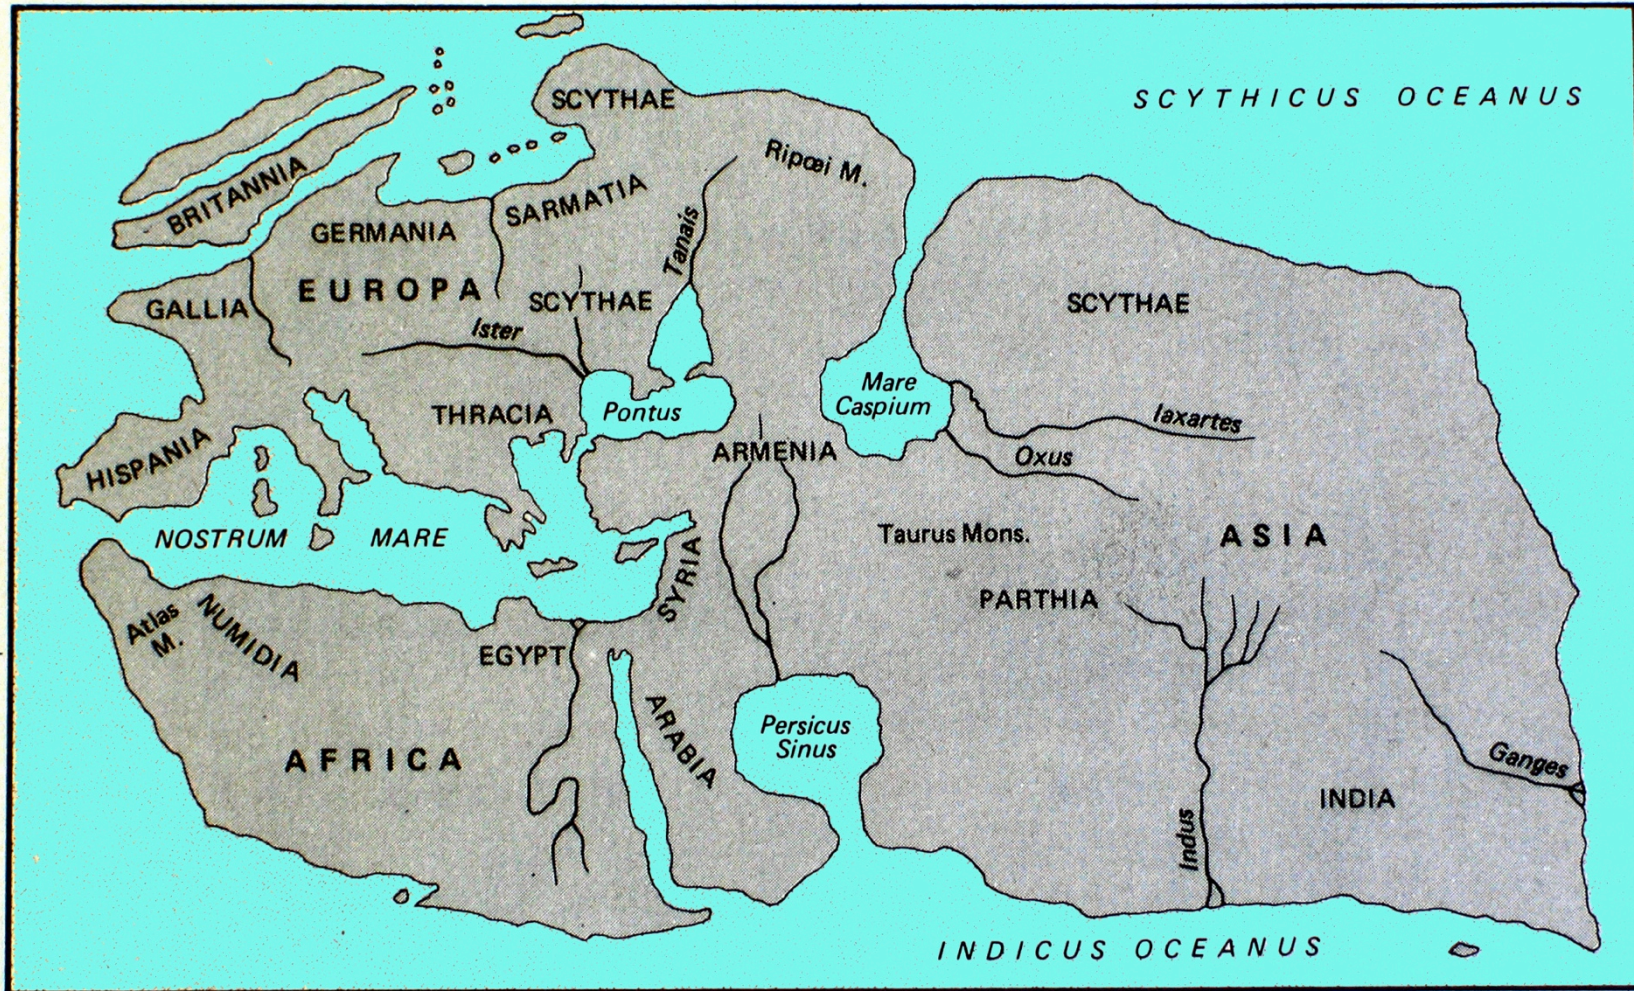 SCYTHICUS OCEANUS
SCYTHAE
BRITANNIA
Ripœi M.
SARMATIA
GERMANIA
Tanais
EUROPA
SCYTHAE
SCYTHAE
GALLIA
Ister
Mare
Caspium
THRACIA
Pontus
Iaxartes
HISPANIA
ARMENIA
Oxus
NOSTRUM MARE
Taurus Mons.
ASIA
SYRIA
PARTHIA
Atlas
M.
NUMIDIA
EGYPT
ARABIA
Persicus
Sinus
AFRICA
Ganges
INDIA
Indus
INDICUS OCEANUS